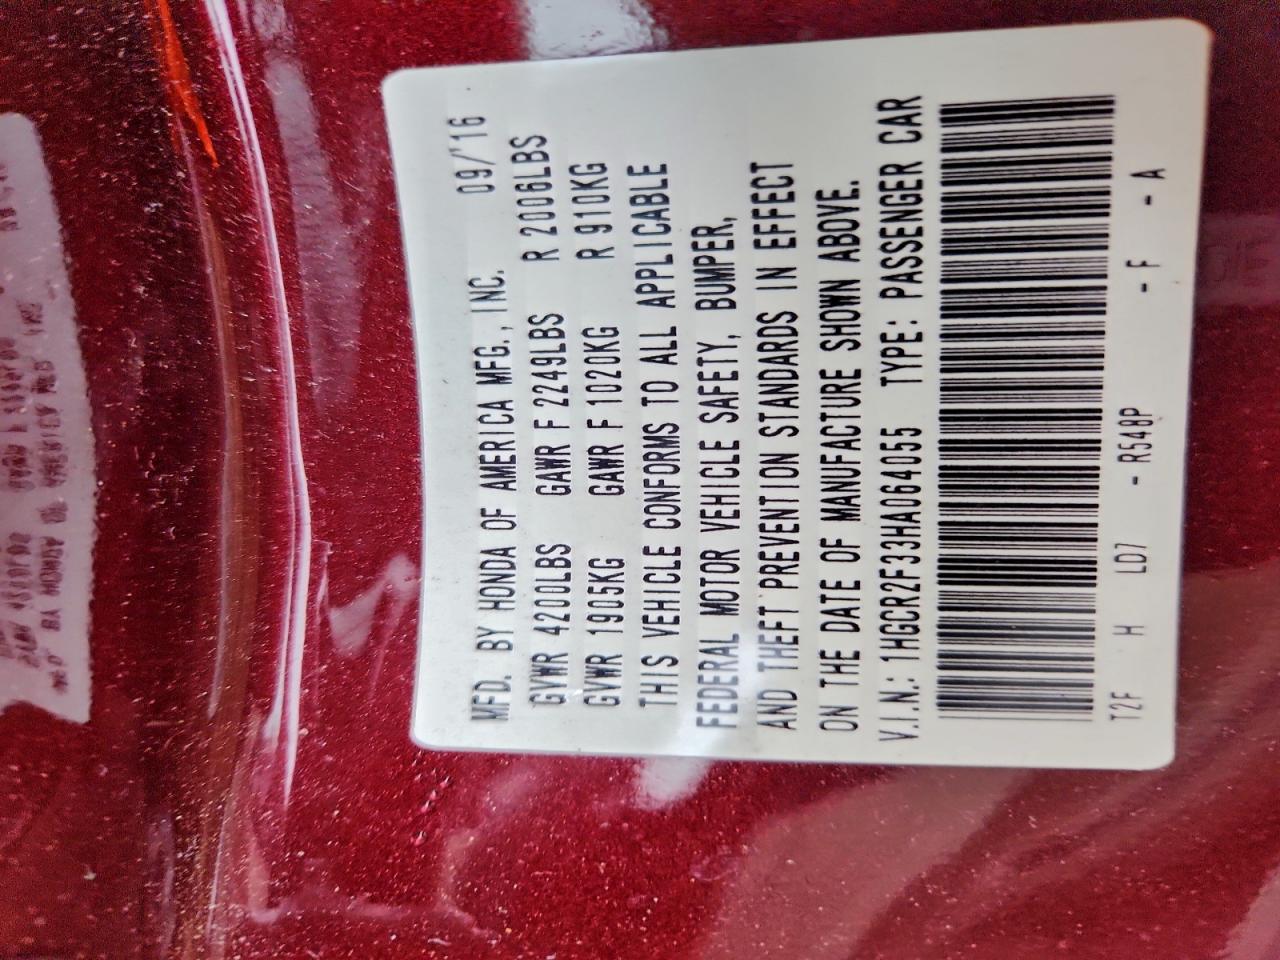 MFD. BY HONDA OF AMERICA MFG., INC. 09/'16
GVWR 4200LBS GAWR F 2249LBS R 2006LBS
GVWR 1905KG GAWR F 1020KG R 910KG
THIS VEHICLE CONFORMS TO ALL APPLICABLE
FEDERAL MOTOR VEHICLE SAFETY, BUMPER,
AND THEFT PREVENTION STANDARDS IN EFFECT
ON THE DATE OF MANUFACTURE SHOWN ABOVE.
V.I.N.: 1HGCR2F33HA064055 TYPE: PASSENGER CAR
T2F H LD7 - R548P - F - A